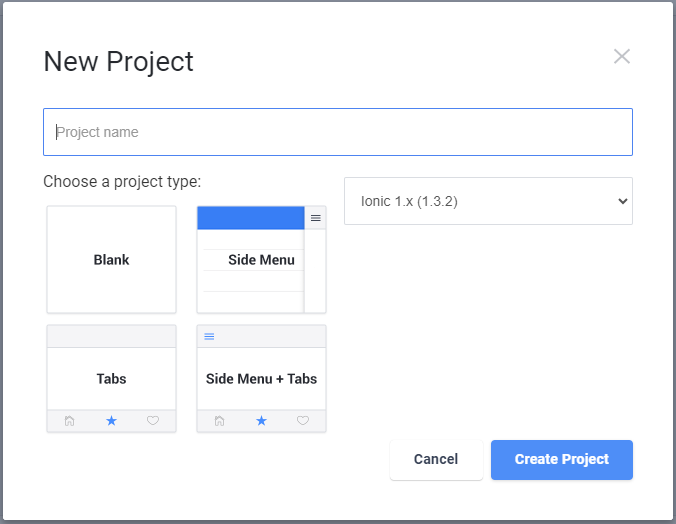 New Project
Project name
Choose a project type:
Ionic 1.x (1.3.2)
Blank
Side Menu
Tabs
Side Menu + Tabs
Cancel
Create Project